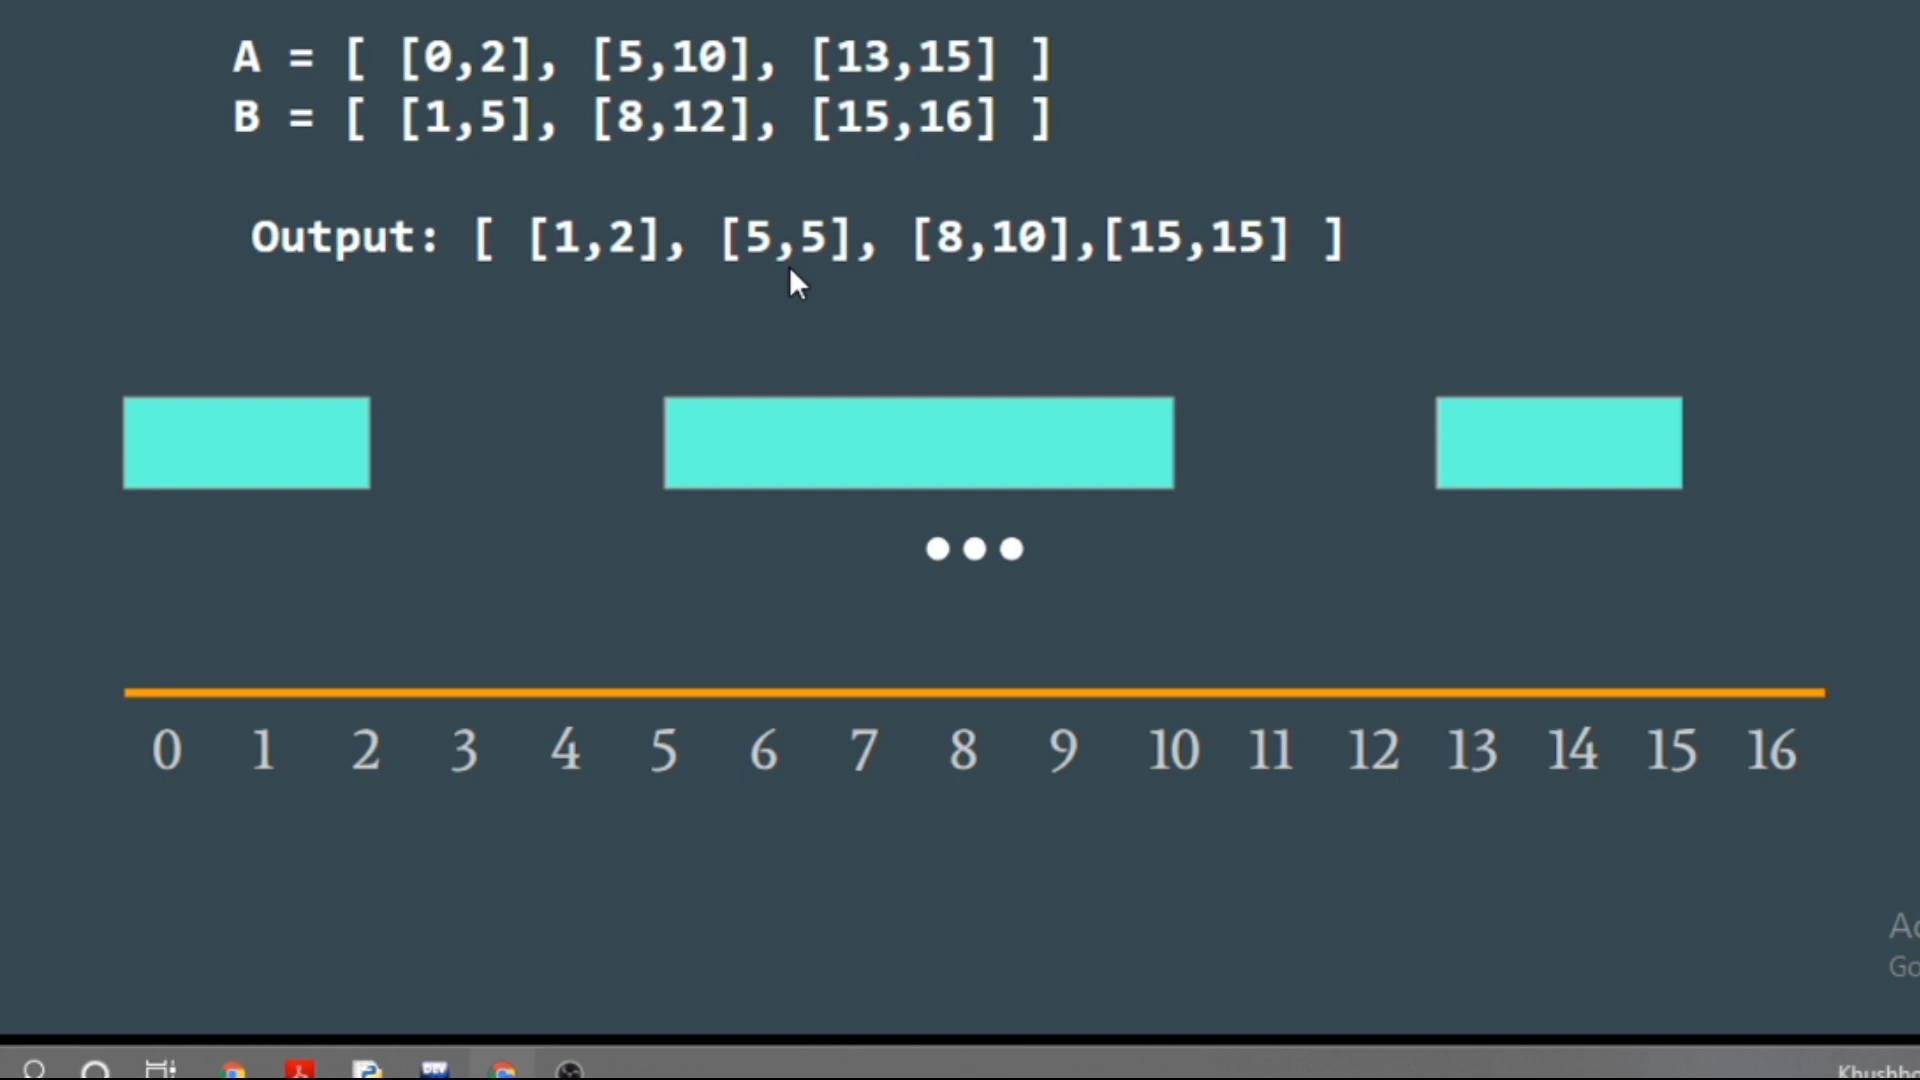 A = [ [0,2], [5,10], [13,15] ]
B = [ [1,5], [8,12], [15,16] ]
Output: [ [1,2], [5,5], [8,10],[15,15] ]
0 1 2 3 4 5 6 7 8 9 10 11 12 13 14 15 16
DEV